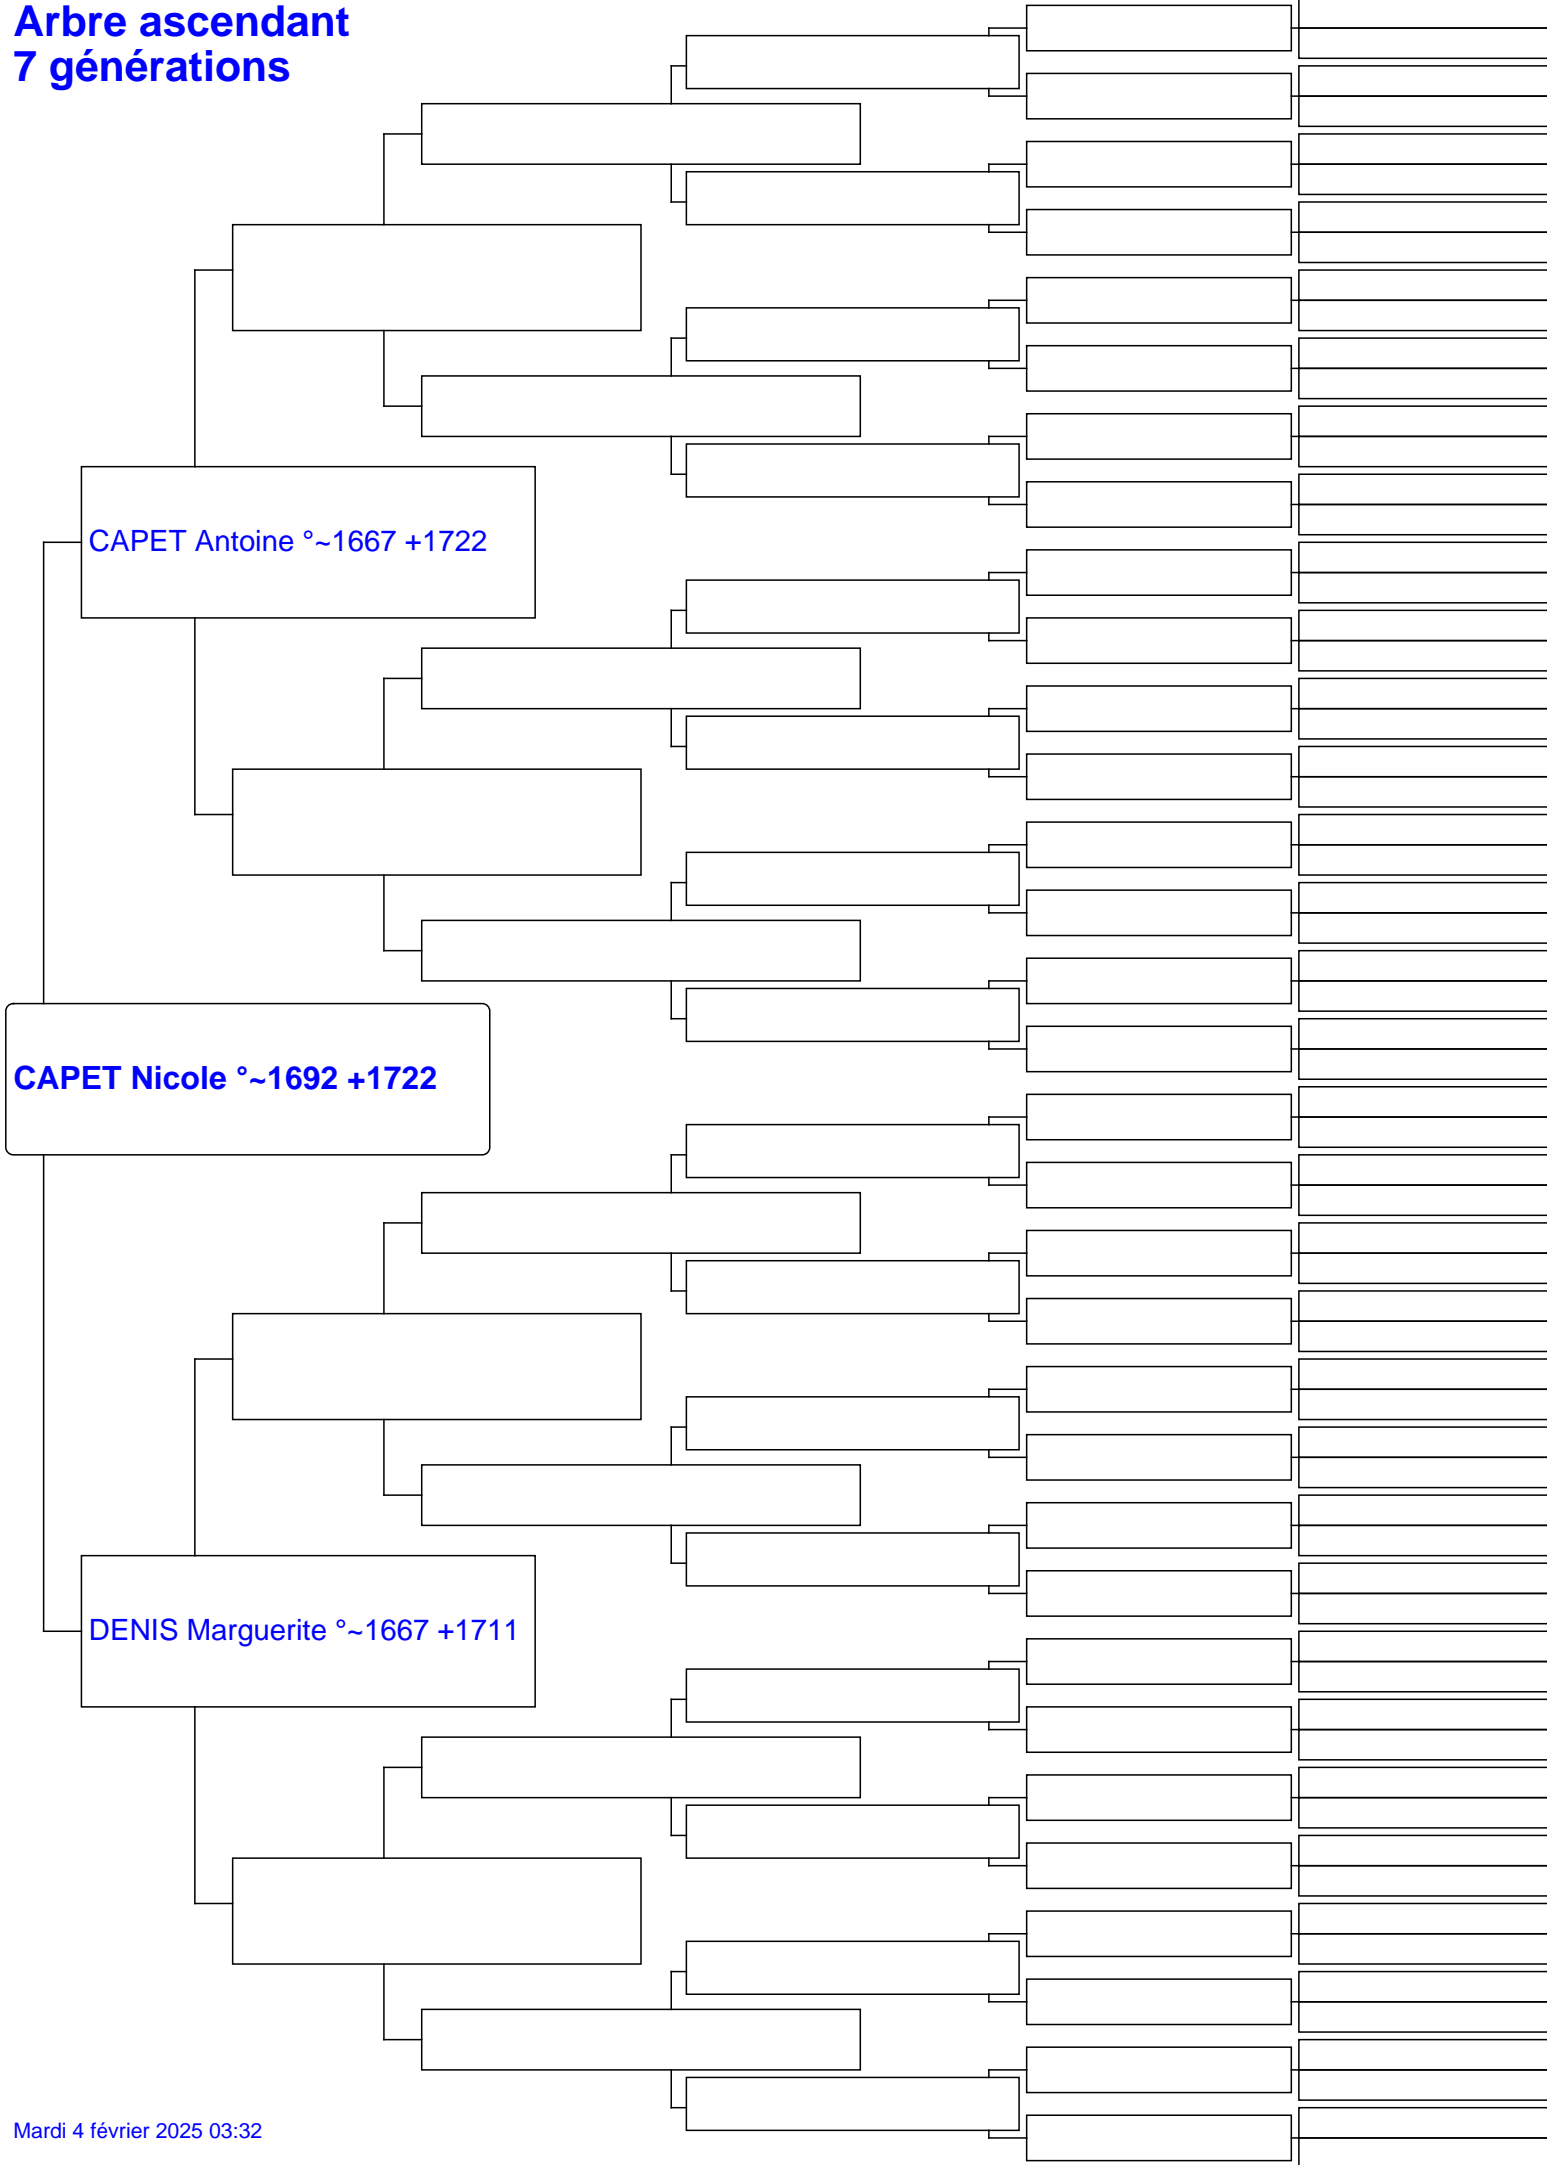 Arbre ascendant
7 générations
CAPET Antoine °~1667 +1722
CAPET Nicole °~1692 +1722
DENIS Marguerite °~1667 +1711
Mardi 4 février 2025 03:32